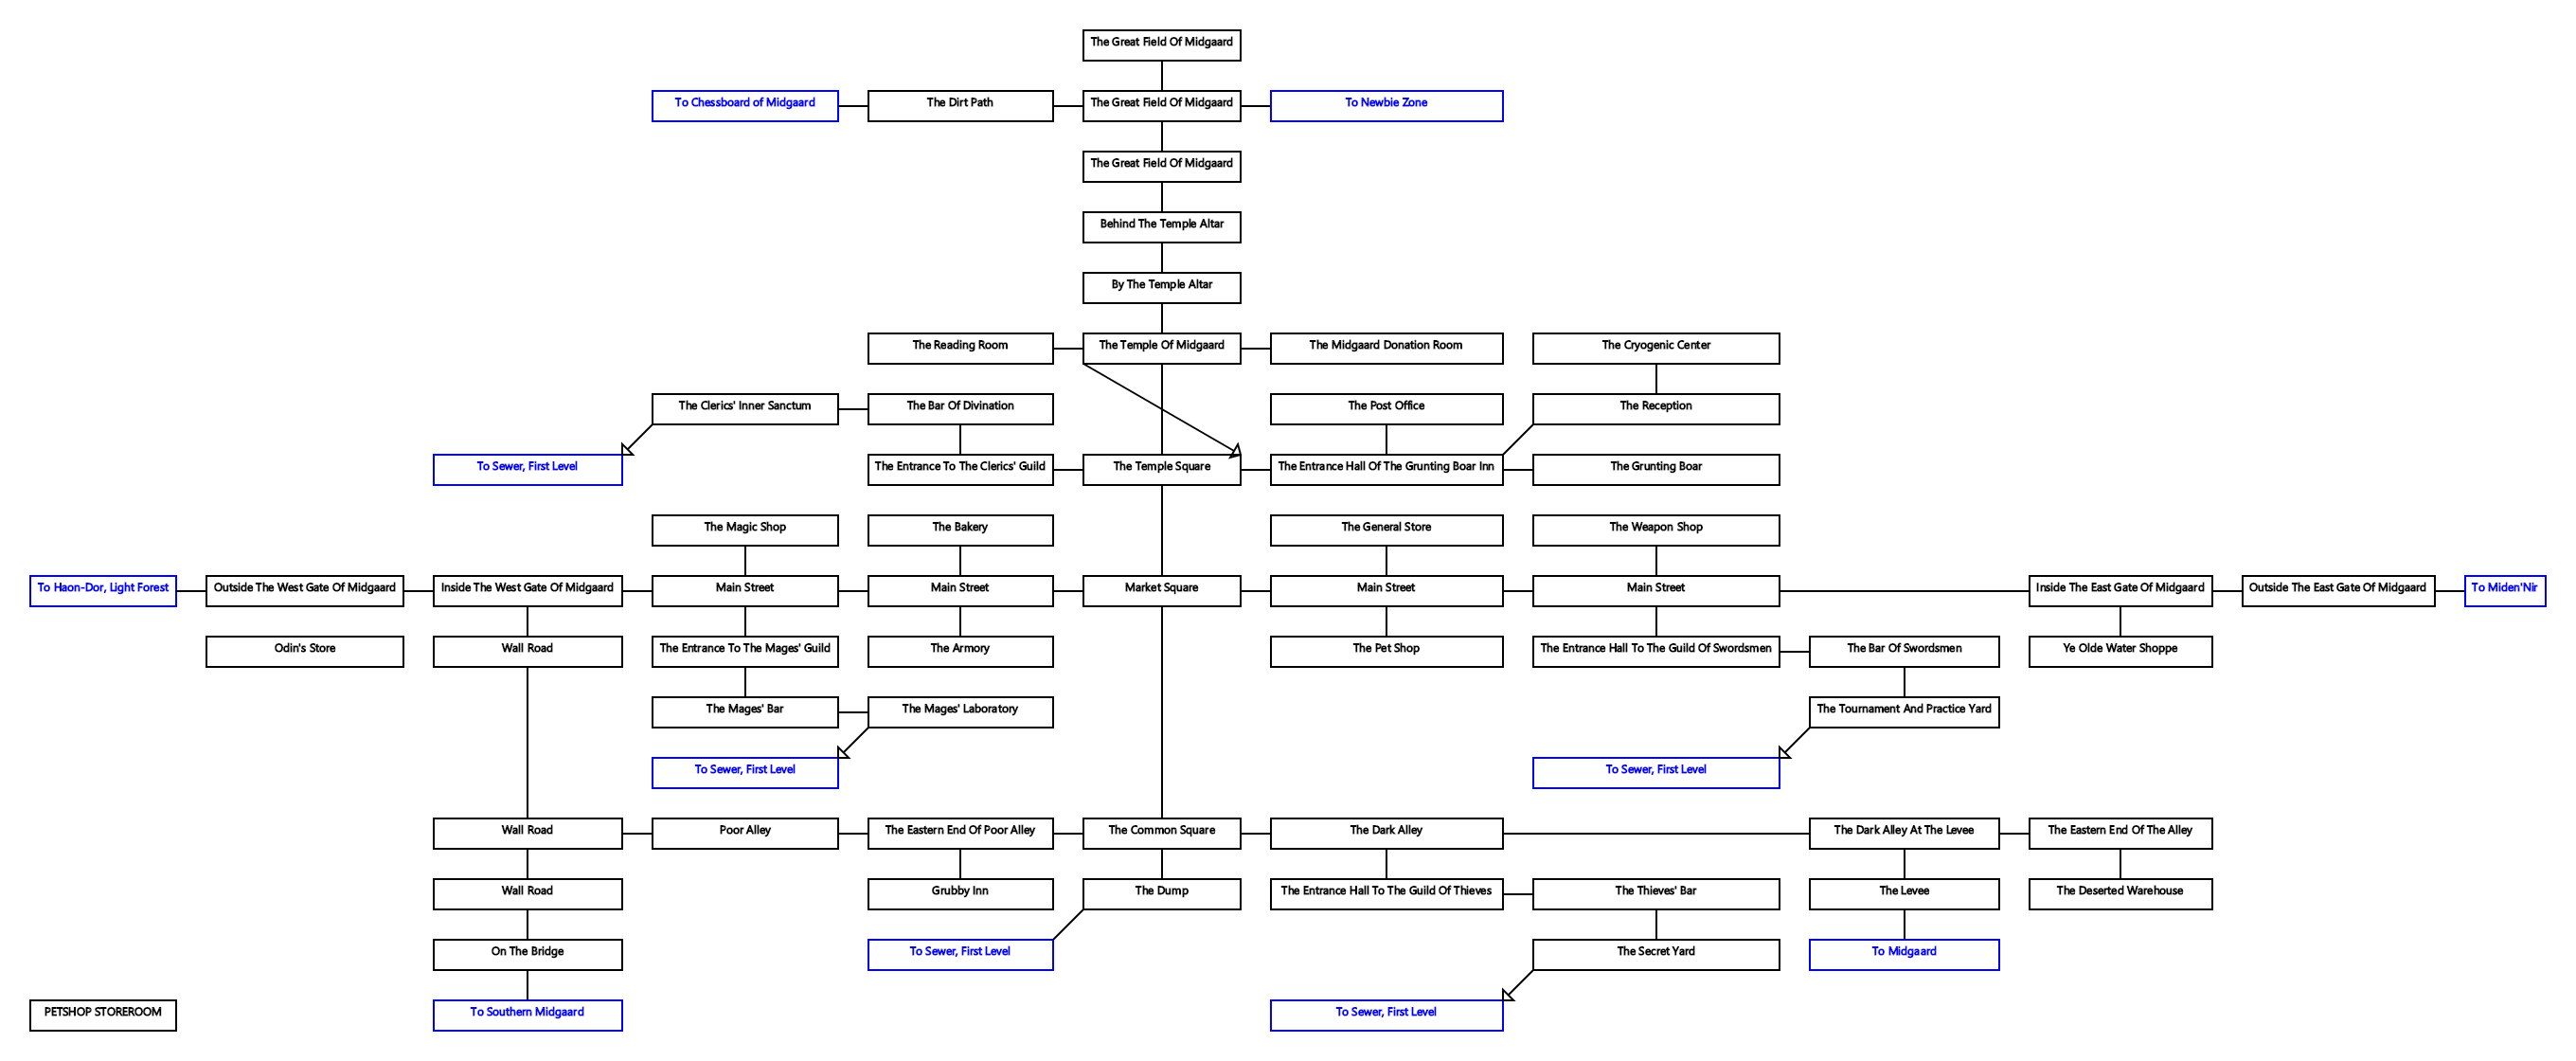 The Great Field Of Midgaard
To Chessboard of Midgaard
The Dirt Path
The Great Field Of Midgaard
To Newbie Zone
The Great Field Of Midgaard
Behind The Temple Altar
By The Temple Altar
The Reading Room
The Temple Of Midgaard
The Midgaard Donation Room
The Cryogenic Center
The Clerics' Inner Sanctum
The Bar Of Divination
The Post Office
The Reception
To Sewer, First Level
The Entrance To The Clerics' Guild
The Temple Square
The Entrance Hall Of The Grunting Boar Inn
The Grunting Boar
The Magic Shop
The Bakery
The General Store
The Weapon Shop
To Haon-Dor, Light Forest
Outside The West Gate Of Midgaard
Inside The West Gate Of Midgaard
Main Street
Main Street
Market Square
Main Street
Main Street
Inside The East Gate Of Midgaard
Outside The East Gate Of Midgaard
To Miden'Nir
Odin's Store
Wall Road
The Entrance To The Mages' Guild
The Armory
The Pet Shop
The Entrance Hall To The Guild Of Swordsmen
The Bar Of Swordsmen
Ye Olde Water Shoppe
The Mages' Bar
The Mages' Laboratory
The Tournament And Practice Yard
To Sewer, First Level
To Sewer, First Level
Wall Road
Poor Alley
The Eastern End Of Poor Alley
The Common Square
The Dark Alley
The Dark Alley At The Levee
The Eastern End Of The Alley
Wall Road
Grubby Inn
The Dump
The Entrance Hall To The Guild Of Thieves
The Thieves' Bar
The Levee
The Deserted Warehouse
On The Bridge
To Sewer, First Level
The Secret Yard
To Midgaard
PETSHOP STOREROOM
To Southern Midgaard
To Sewer, First Level